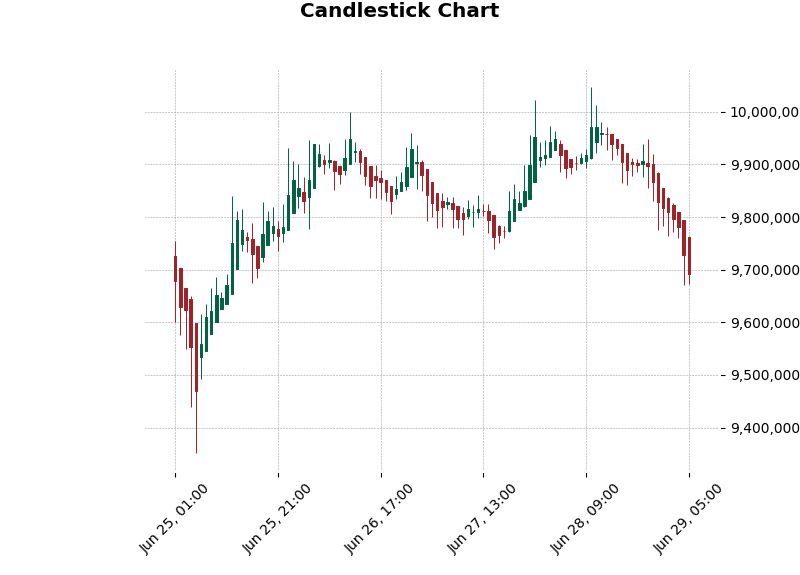 Candlestick Chart
10,000,00
9,900,000
9,800,000
9,700,000
9,600,000
9,500,000
9,400,000
Jun 25, 01:00
Jun 25, 21:00
Jun 26, 17:00
Jun 27, 13:00
Jun 28, 09:00
Jun 29, 05:00